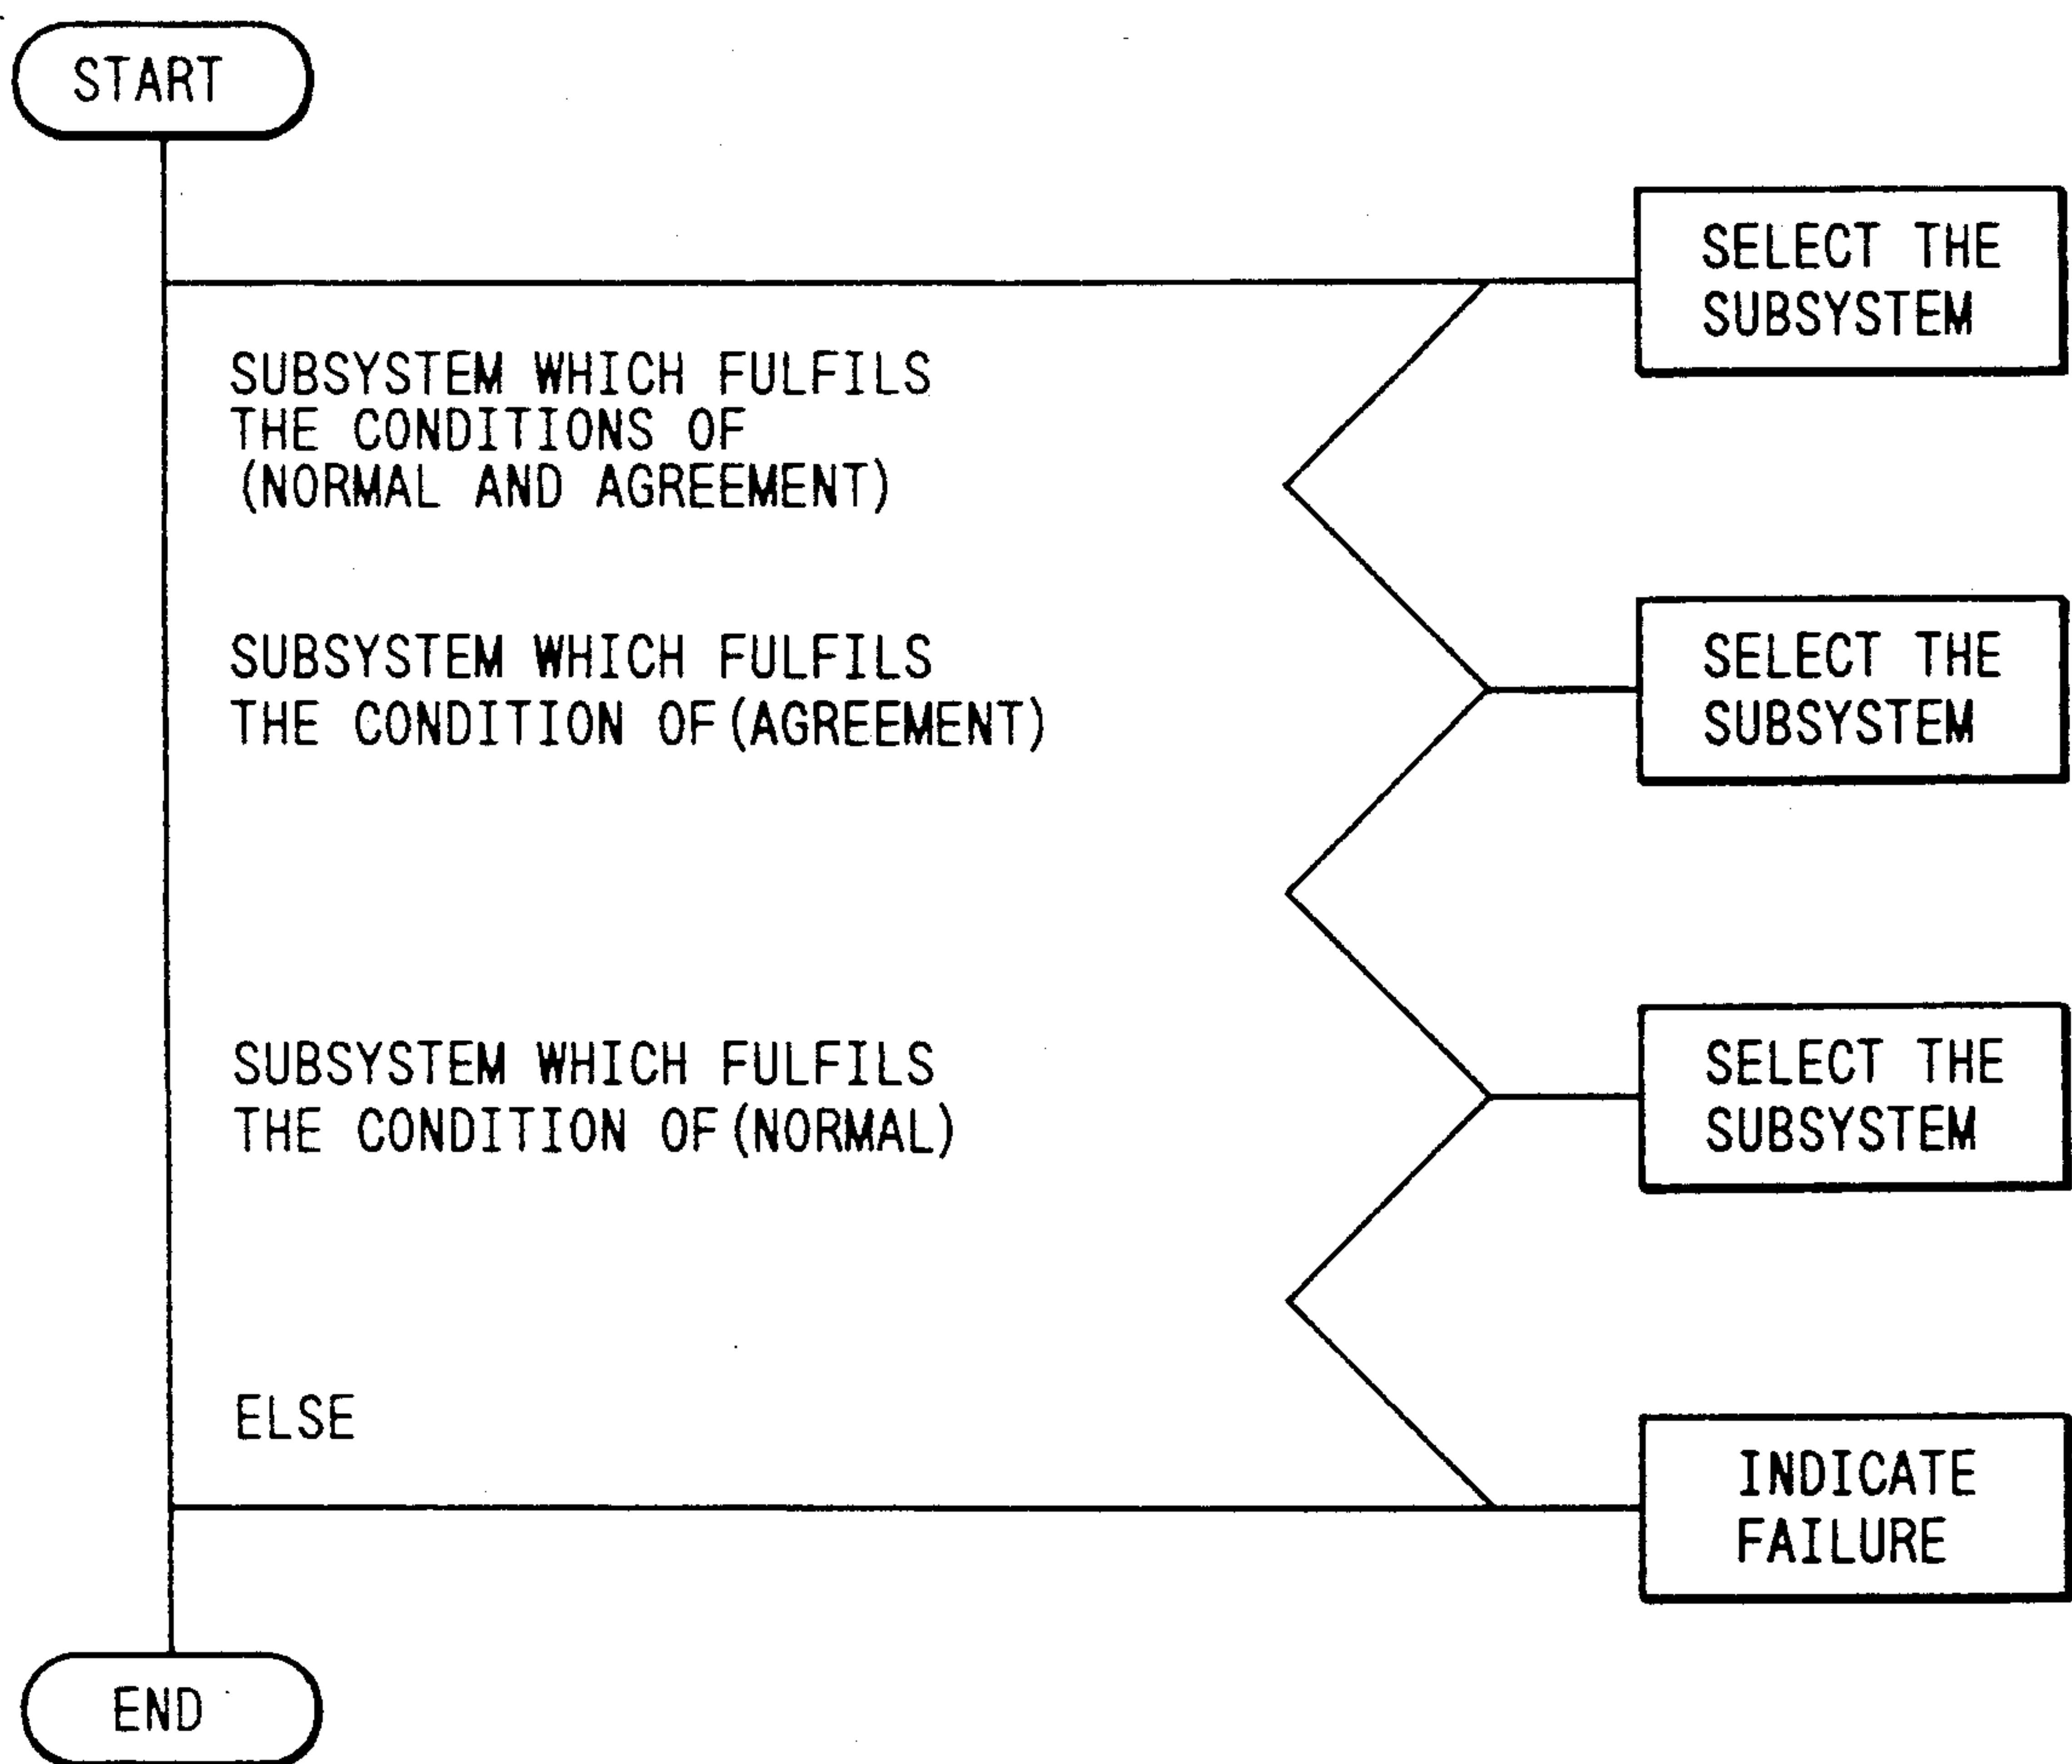 START
SELECT THE
SUBSYSTEM
SUBSYSTEM WHICH FULFILS
THE CONDITIONS OF
(NORMAL AND AGREEMENT)
SUBSYSTEM WHICH FULFILS
THE CONDITION OF (AGREEMENT)
SELECT THE
SUBSYSTEM
SUBSYSTEM WHICH FULFILS
THE CONDITION OF (NORMAL)
SELECT THE
SUBSYSTEM
ELSE
INDICATE
FAILURE
END